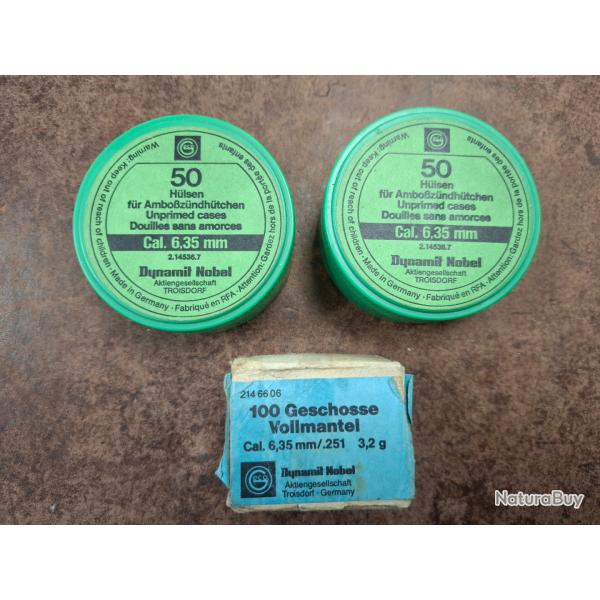 GECO
50
Hülsen
für Amboßzündhütchen
Unprimed cases
Douilles sans amorces
Cal. 6,35 mm
2.14536.7
Dynamit Nobel
Aktiengesellschaft
TROISDORF
Warning: Keep out of reach of children · Made in Germany · Fabriqué en RFA · Attention: Gardez hors de la portée des enfants
GECO
50
Hülsen
für Amboßzündhütchen
Unprimed cases
Douilles sans amorces
Cal. 6,35 mm
2.14536.7
Dynamit Nobel
Aktiengesellschaft
TROISDORF
Warning: Keep out of reach of children · Made in Germany · Fabriqué en RFA · Attention: Gardez hors de la portée des enfants
214 66 06
100 Geschosse
Vollmantel
Cal. 6,35 mm/.251 3,2 g
GECO
Dynamit Nobel
Aktiengesellschaft
Troisdorf · Germany
NaturaBuy